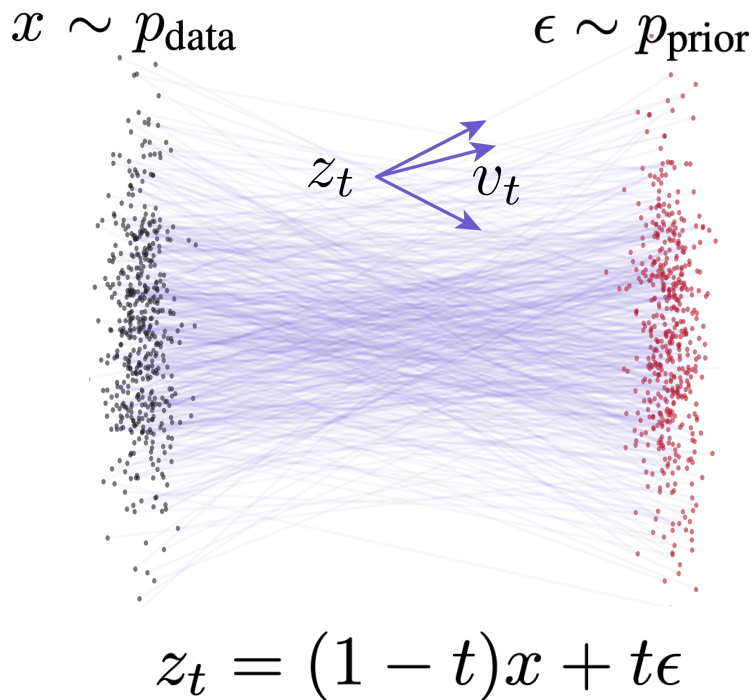 x ∼ p_data ϵ ∼ p_prior
z_t v_t
z_t = (1 − t)x + tϵ